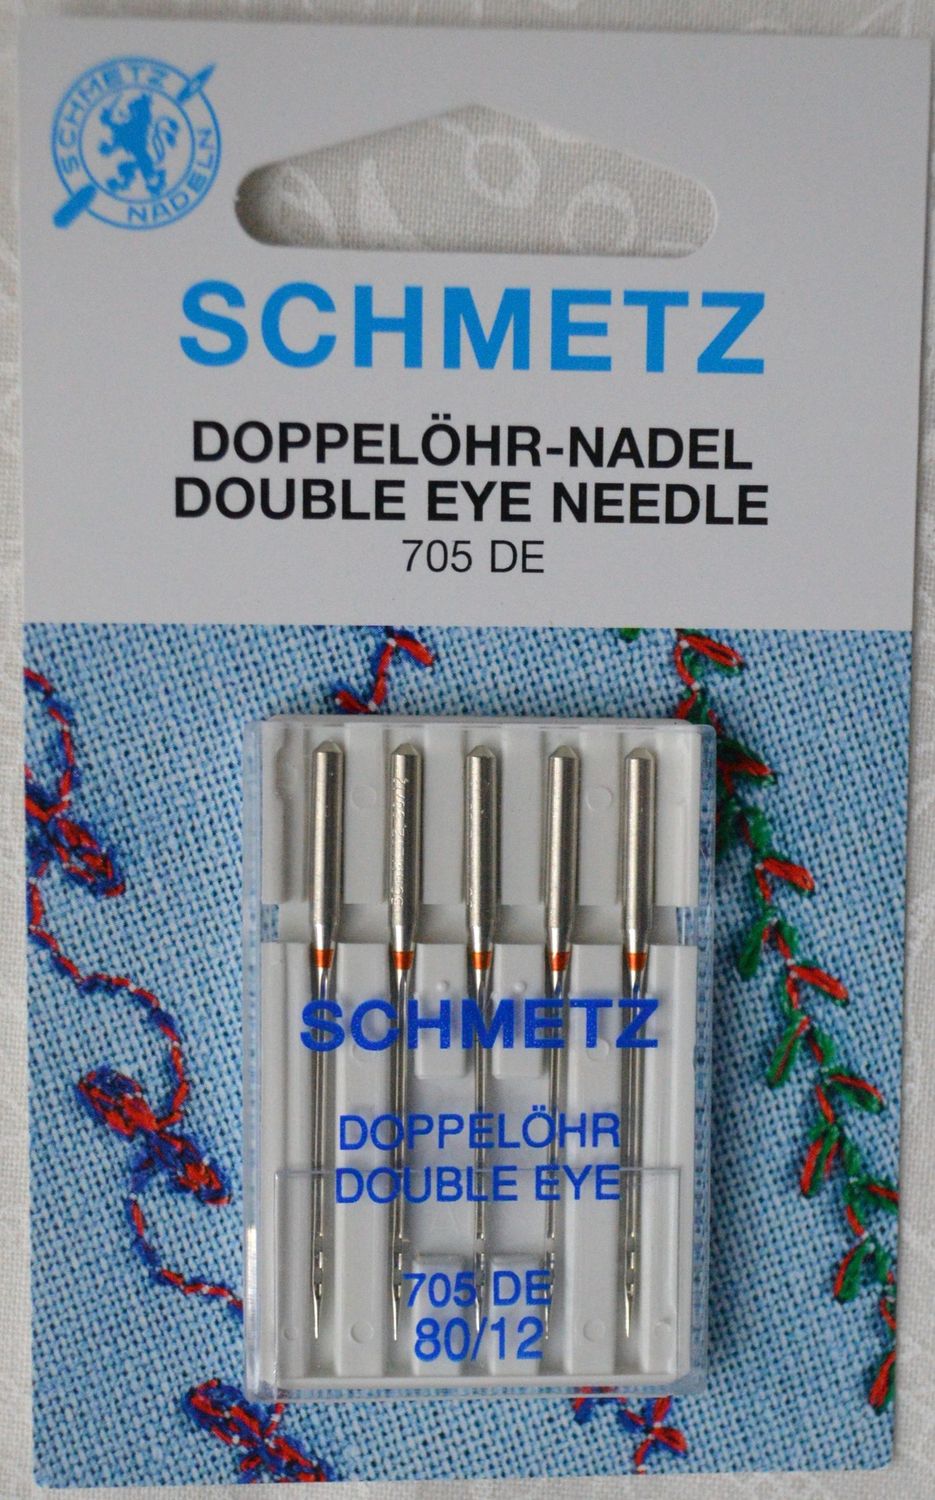 SCHMETZ
NADELN
SCHMETZ
DOPPELÖHR-NADEL
DOUBLE EYE NEEDLE
705 DE
SCHMETZ
DOPPELÖHR
DOUBLE EYE
705 DE
80/12